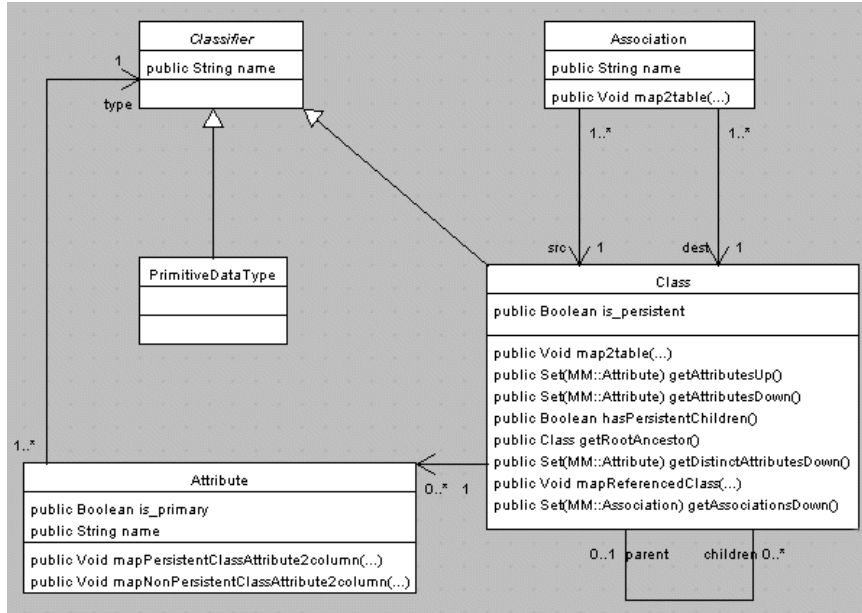 Classifier
public String name
Association
public String name
public Void map2table(...)
1
type
1..*
1..*
src
1
dest
1
PrimitiveDataType
Class
public Boolean is_persistent
public Void map2table(...)
public Set(MM::Attribute) getAttributesUp()
public Set(MM::Attribute) getAttributesDown()
public Boolean hasPersistentChildren()
public Class getRootAncestor()
public Set(MM::Attribute) getDistinctAttributesDown()
public Void mapReferencedClass(...)
public Set(MM::Association) getAssociationsDown()
1..*
Attribute
public Boolean is_primary
public String name
public Void mapPersistentClassAttribute2column(...)
public Void mapNonPersistentClassAttribute2column(...)
0..*
1
0..1
parent
children
0..*